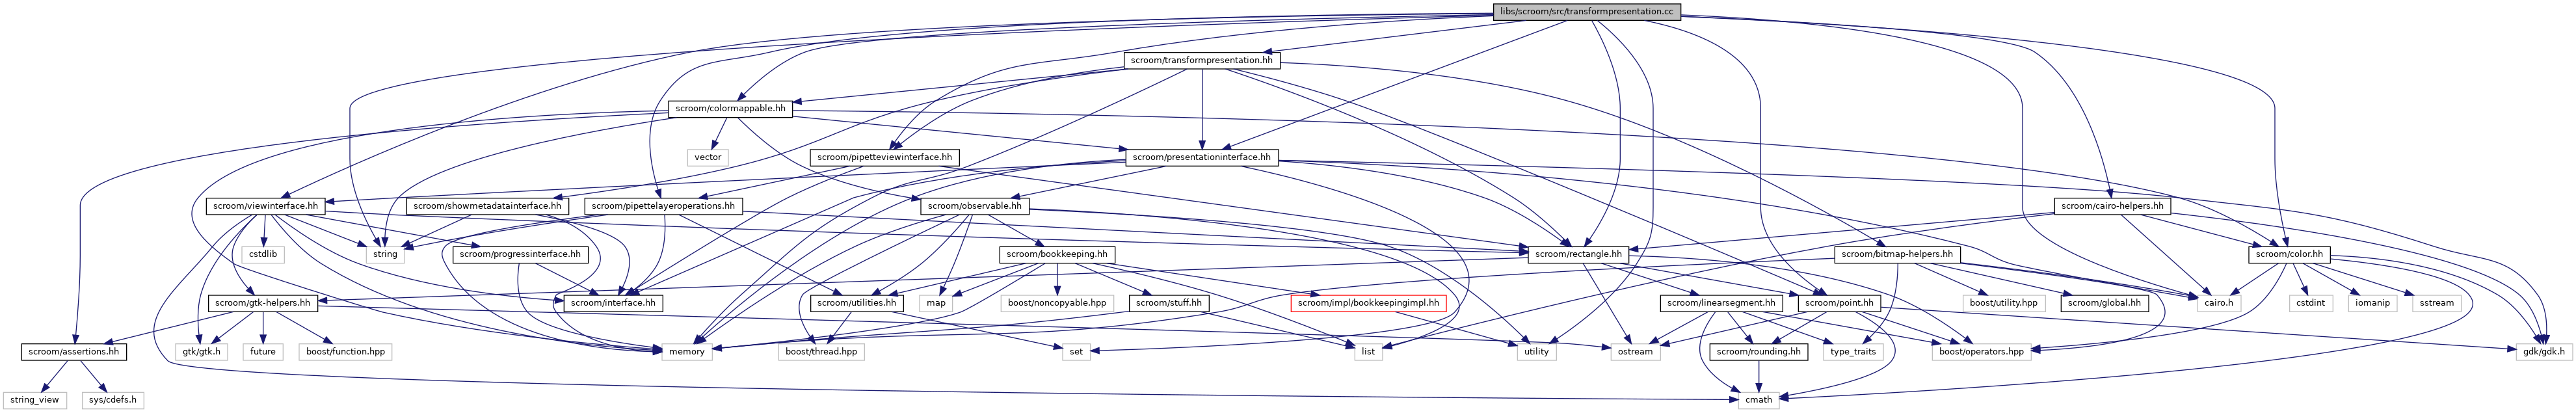 libs/scroom/src/transformpresentation.cc
scroom/transformpresentation.hh
scroom/colormappable.hh
vector
scroom/pipetteviewinterface.hh
scroom/presentationinterface.hh
scroom/viewinterface.hh
scroom/showmetadatainterface.hh
scroom/pipettelayeroperations.hh
scroom/observable.hh
scroom/cairo-helpers.hh
cstdlib
string
scroom/progressinterface.hh
scroom/bookkeeping.hh
scroom/rectangle.hh
scroom/bitmap-helpers.hh
scroom/color.hh
scroom/gtk-helpers.hh
scroom/interface.hh
scroom/utilities.hh
map
boost/noncopyable.hpp
scroom/stuff.hh
scroom/impl/bookkeepingimpl.hh
scroom/linearsegment.hh
scroom/point.hh
boost/utility.hpp
scroom/global.hh
cairo.h
cstdint
iomanip
sstream
scroom/assertions.hh
gtk/gtk.h
future
boost/function.hpp
memory
boost/thread.hpp
set
list
utility
ostream
scroom/rounding.hh
type_traits
boost/operators.hpp
gdk/gdk.h
string_view
sys/cdefs.h
cmath